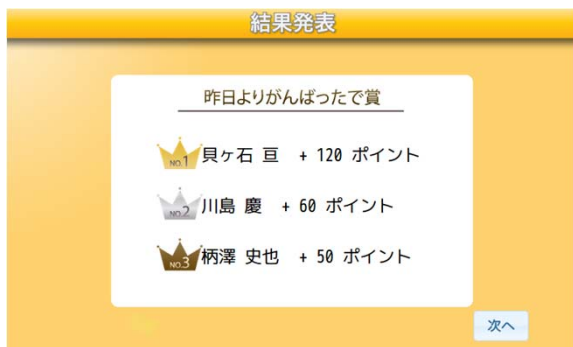 結果発表
昨日よりがんばったで賞
NO.1 貝ヶ石 亘 + 120 ポイント
NO.2 川島 慶 + 60 ポイント
NO.3 柄澤 史也 + 50 ポイント
次へ